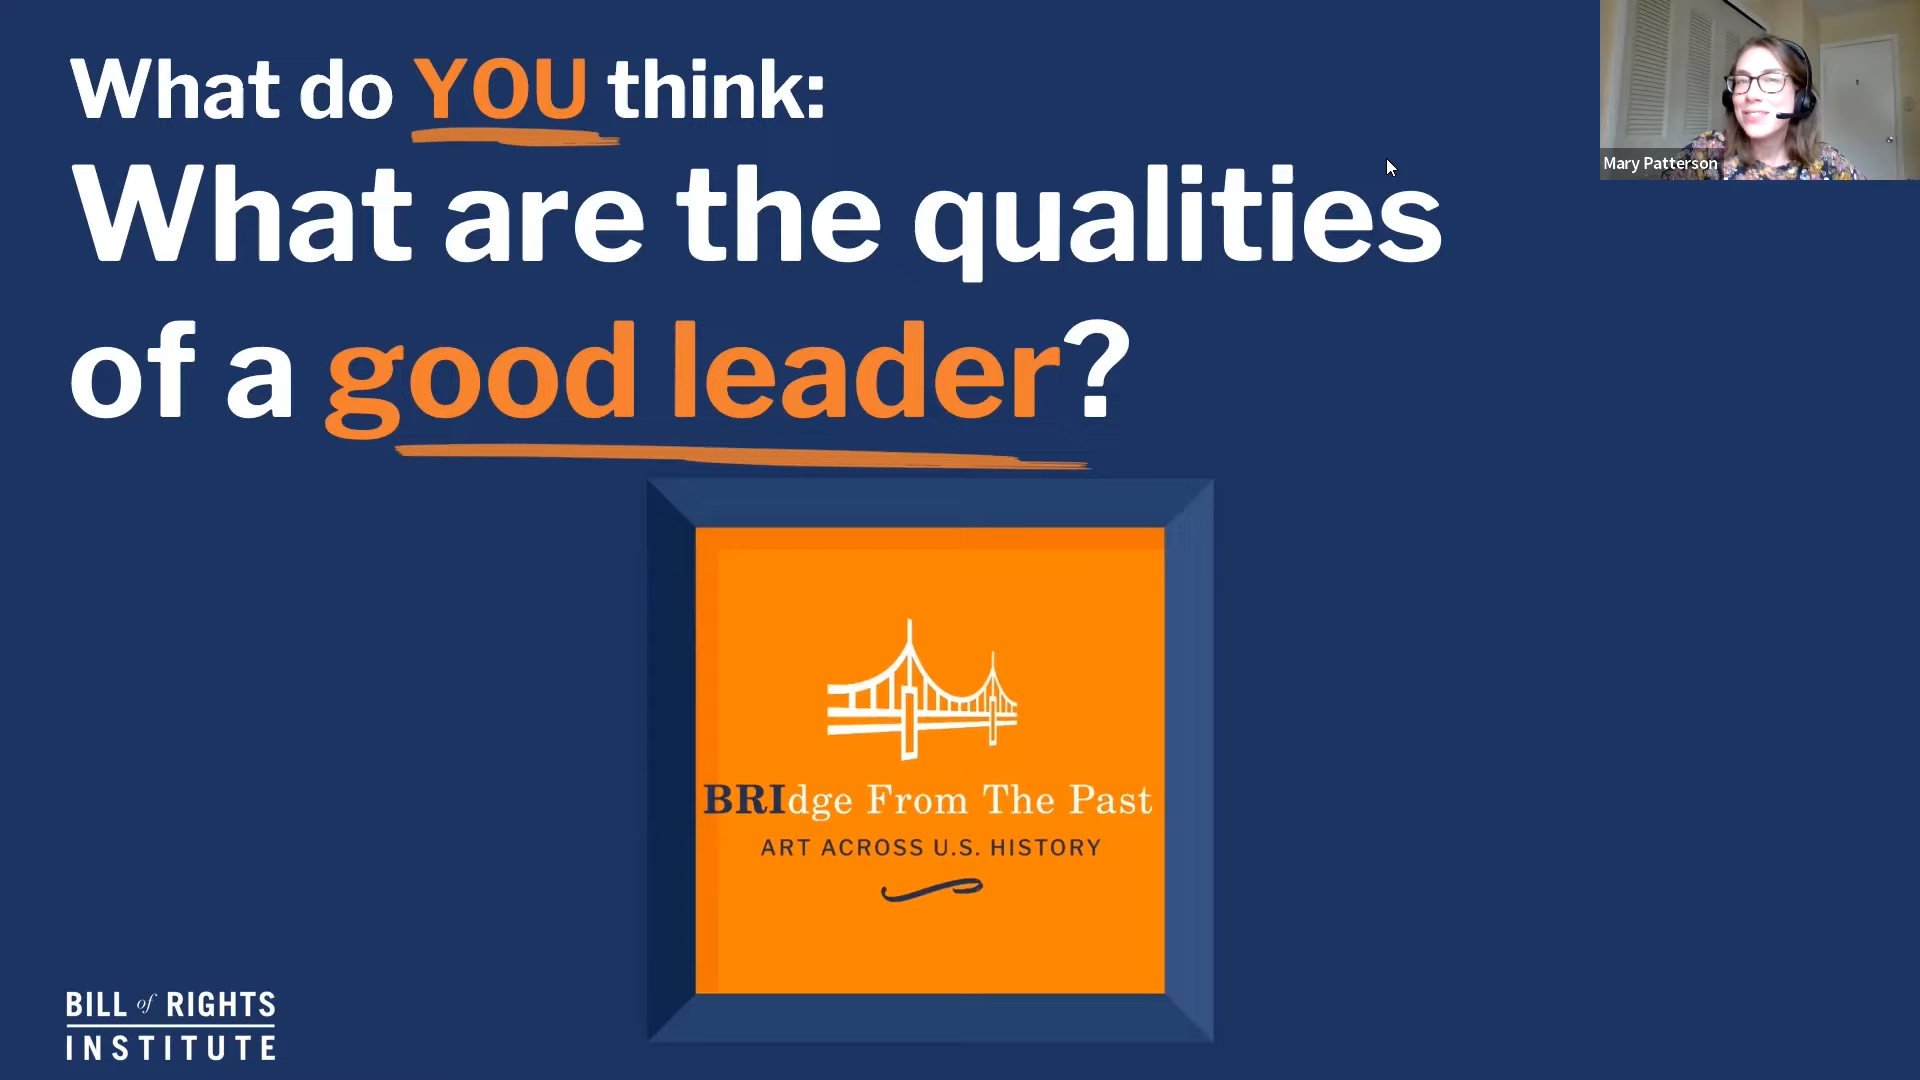 What do YOU think:
What are the qualities
of a good leader?
Mary Patterson
BRIdge From The Past
ART ACROSS U.S. HISTORY
BILL of RIGHTS
INSTITUTE